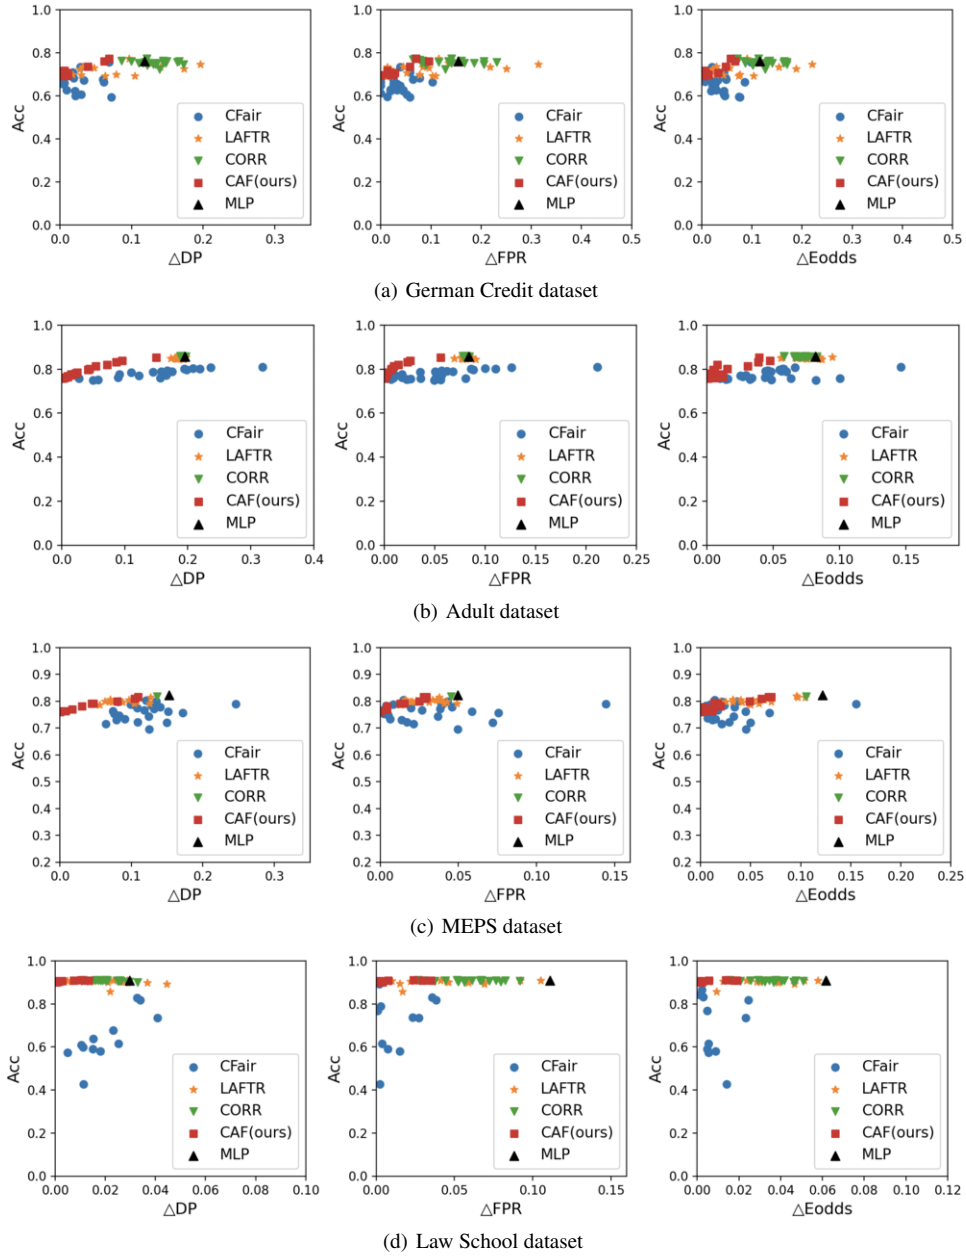 1.0
0.8
0.6
0.4
0.2
0.0
Acc
0.0 0.1 0.2 0.3
△DP
CFair
LAFTR
CORR
CAF(ours)
MLP
1.0
0.8
0.6
0.4
0.2
0.0
Acc
0.0 0.1 0.2 0.3 0.4 0.5
△FPR
CFair
LAFTR
CORR
CAF(ours)
MLP
1.0
0.8
0.6
0.4
0.2
0.0
Acc
0.0 0.1 0.2 0.3 0.4 0.5
△Eodds
CFair
LAFTR
CORR
CAF(ours)
MLP
(a) German Credit dataset
1.0
0.8
0.6
0.4
0.2
0.0
Acc
0.0 0.1 0.2 0.3 0.4
△DP
CFair
LAFTR
CORR
CAF(ours)
MLP
1.0
0.8
0.6
0.4
0.2
0.0
Acc
0.00 0.05 0.10 0.15 0.20 0.25
△FPR
CFair
LAFTR
CORR
CAF(ours)
MLP
1.0
0.8
0.6
0.4
0.2
0.0
Acc
0.00 0.05 0.10 0.15
△Eodds
CFair
LAFTR
CORR
CAF(ours)
MLP
(b) Adult dataset
1.0
0.9
0.8
0.7
0.6
0.5
0.4
0.3
0.2
Acc
0.0 0.1 0.2 0.3
△DP
CFair
LAFTR
CORR
CAF(ours)
MLP
1.0
0.9
0.8
0.7
0.6
0.5
0.4
0.3
0.2
Acc
0.00 0.05 0.10 0.15
△FPR
CFair
LAFTR
CORR
CAF(ours)
MLP
1.0
0.9
0.8
0.7
0.6
0.5
0.4
0.3
0.2
Acc
0.00 0.05 0.10 0.15 0.20 0.25
△Eodds
CFair
LAFTR
CORR
CAF(ours)
MLP
(c) MEPS dataset
1.0
0.8
0.6
0.4
0.2
0.0
Acc
0.00 0.02 0.04 0.06 0.08 0.10
△DP
CFair
LAFTR
CORR
CAF(ours)
MLP
1.0
0.8
0.6
0.4
0.2
0.0
Acc
0.00 0.05 0.10 0.15
△FPR
CFair
LAFTR
CORR
CAF(ours)
MLP
1.0
0.8
0.6
0.4
0.2
0.0
Acc
0.00 0.02 0.04 0.06 0.08 0.10 0.12
△Eodds
CFair
LAFTR
CORR
CAF(ours)
MLP
(d) Law School dataset